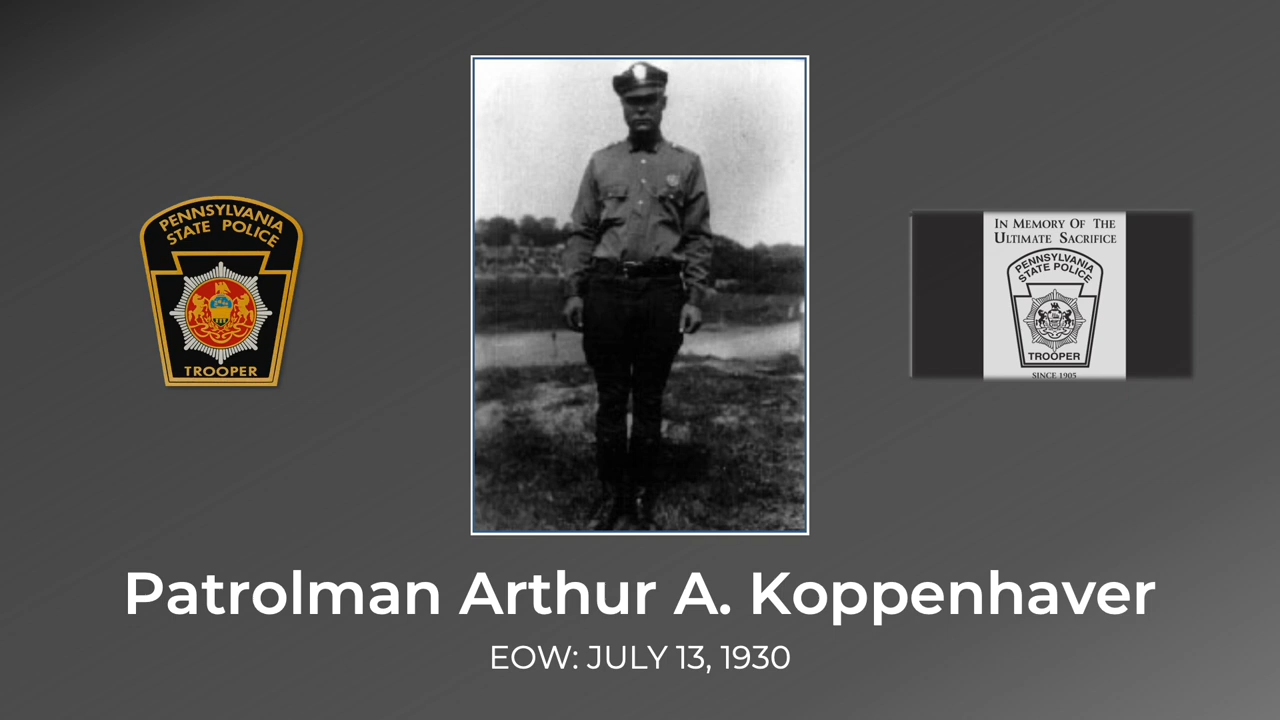 PENNSYLVANIA
STATE POLICE
TROOPER
In Memory Of The
Ultimate Sacrifice
PENNSYLVANIA
STATE POLICE
TROOPER
SINCE 1905
Patrolman Arthur A. Koppenhaver
EOW: JULY 13, 1930